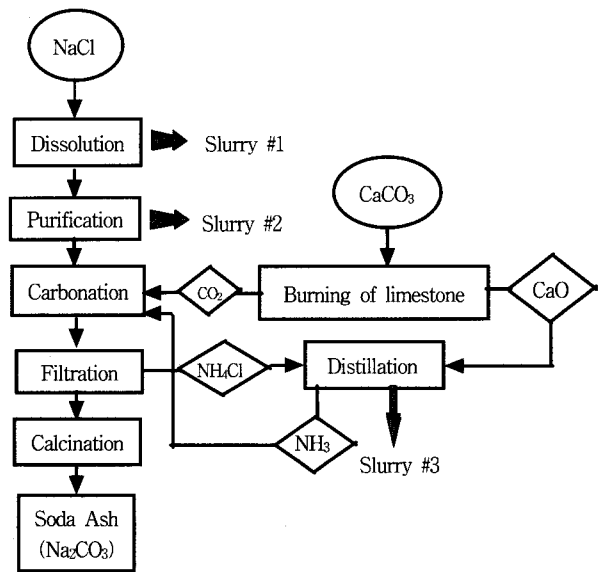 NaCl
Dissolution
Slurry #1
CaCO₃
Purification
Slurry #2
Carbonation
CO₂
Burning of limestone
CaO
Filtration
NH₄Cl
Distillation
Calcination
NH₃
Slurry #3
Soda Ash
(Na₂CO₃)